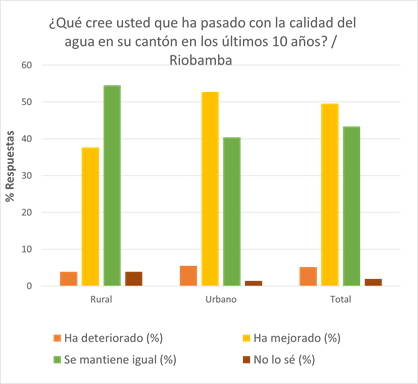 ¿Qué cree usted que ha pasado con la calidad del
agua en su cantón en los últimos 10 años? /
Riobamba
60
50
40
30
20
10
0
% Respuestas
Rural
Urbano
Total
Ha deteriorado (%)
Ha mejorado (%)
Se mantiene igual (%)
No lo sé (%)